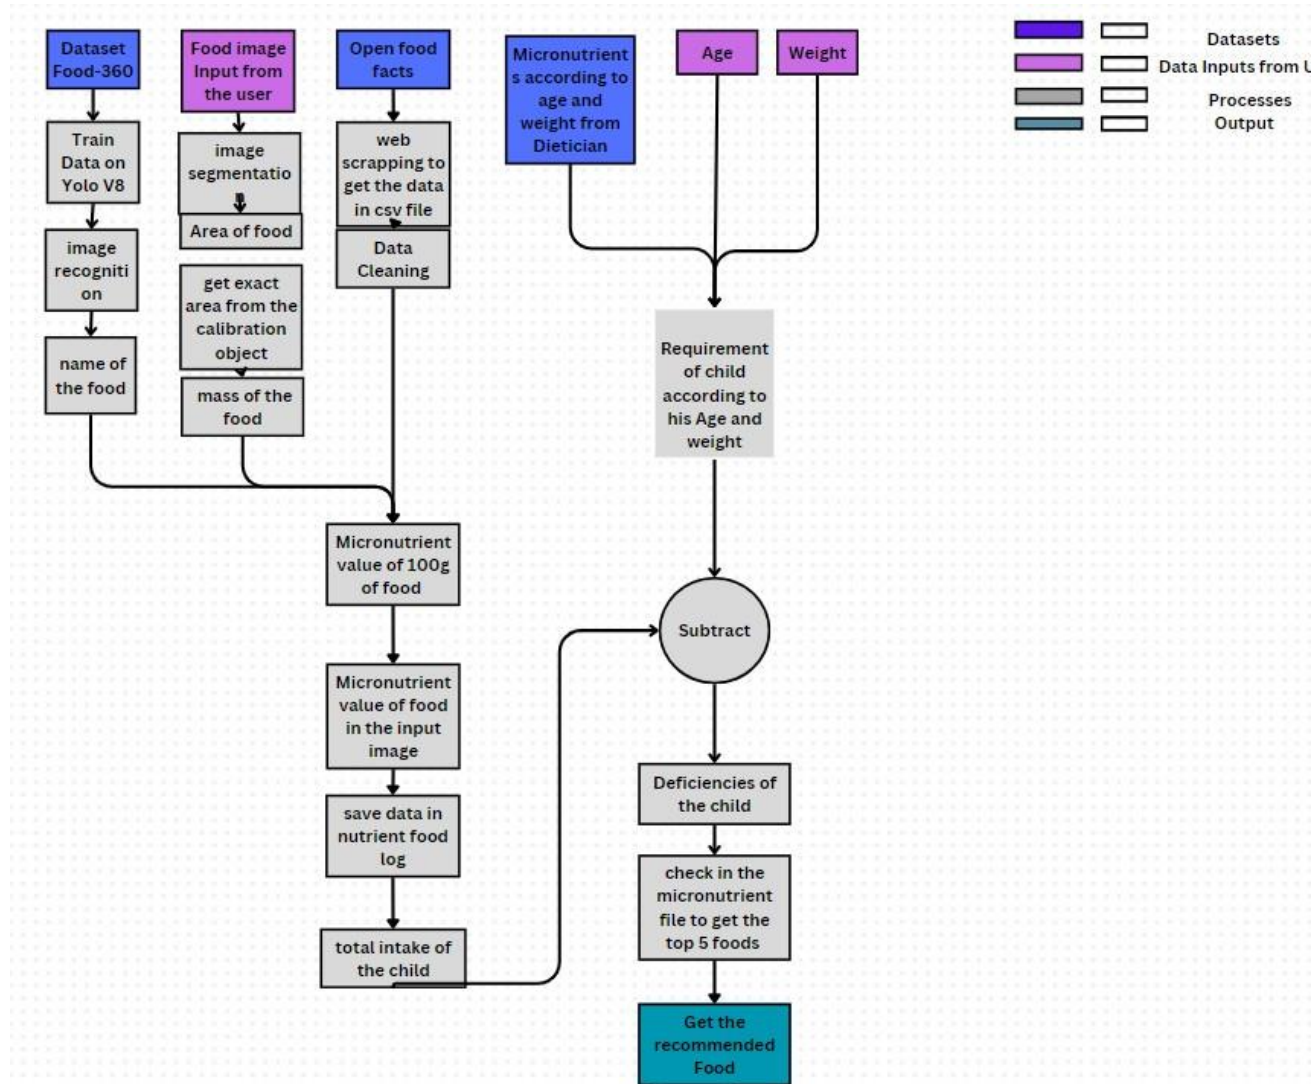 Dataset
Food-360
Train
Data on
Yolo V8
image
recogniti
on
name of
the food
Food image
Input from
the user
image
segmentatio
n
Area of food
get exact
area from the
calibration
object
mass of the
food
Open food
facts
web
scrapping to
get the data
in csv file
Data
Cleaning
Micronutrient
value of 100g
of food
Micronutrient
value of food
in the input
image
save data in
nutrient food
log
total intake of
the child
Micronutrient
s according to
age and
weight from
Dietician
Age
Weight
Requirement
of child
according to
his Age and
weight
Subtract
Deficiencies of
the child
check in the
micronutrient
file to get the
top 5 foods
Get the
recommended
Food
Datasets
Data Inputs from U
Processes
Output